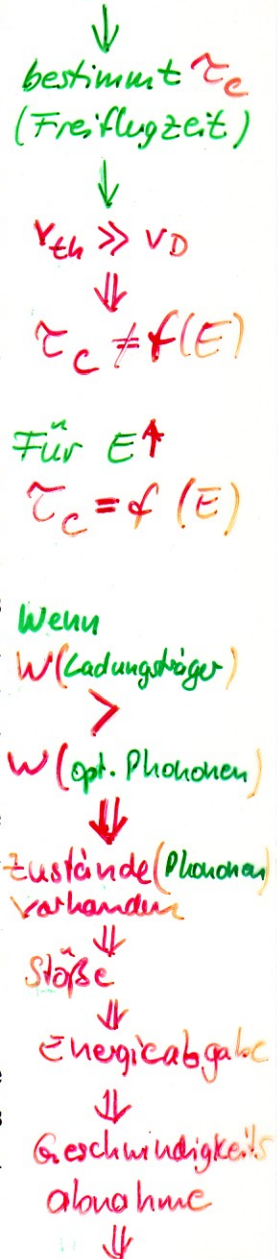 ↓
bestimmt τc
(Freiflugzeit)
↓
vth >> vD
⇓
τc ≠ f(E)
Für E↑
τc = f (E)
Wenn
W(Ladungsträger)
>
W(opt. Phononen)
⇓
Zustände (Phononen)
vorhanden
⇓
Stöße
⇓
Energieabgabe
⇓
Geschwindigkeits
abnahme
⇓